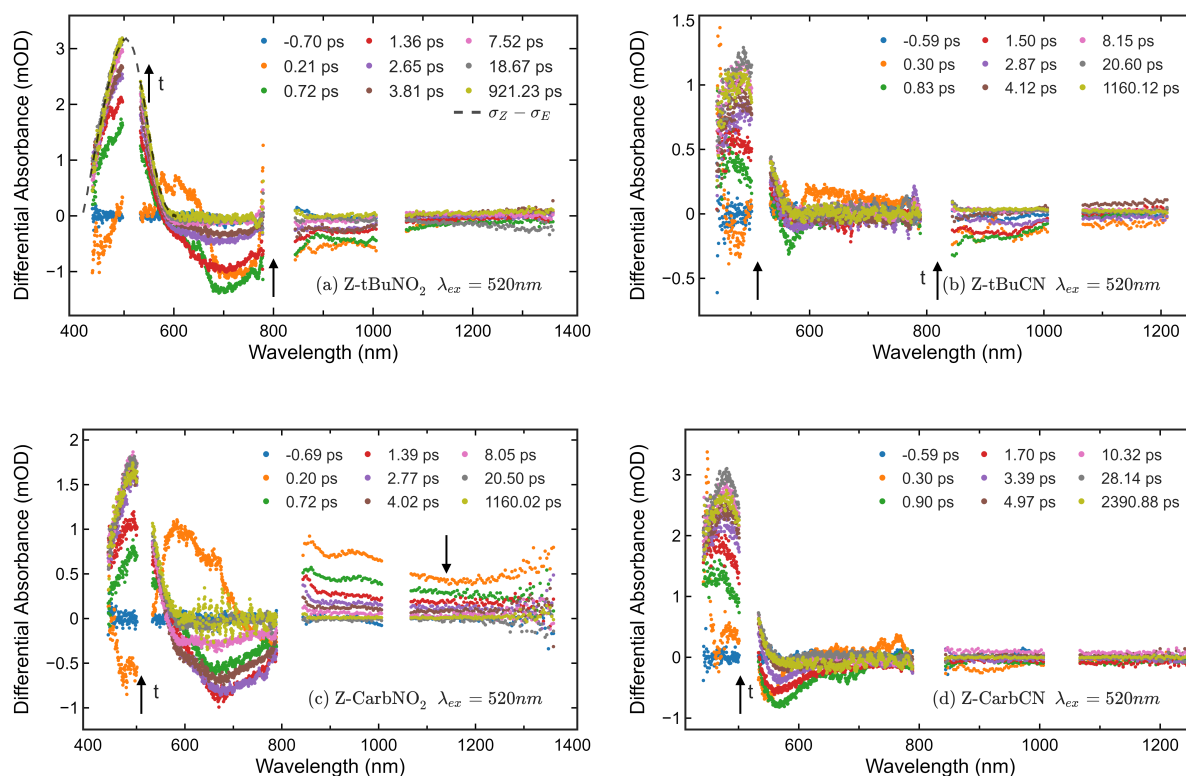 Differential Absorbance (mOD)
3
2
1
0
−1
400 600 800 1000 1200 1400
Wavelength (nm)
-0.70 ps 1.36 ps 7.52 ps
0.21 ps 2.65 ps 18.67 ps
0.72 ps 3.81 ps 921.23 ps
σ_Z − σ_E
t
(a) Z-tBuNO₂ λ_ex = 520nm
Differential Absorbance (mOD)
1.5
1.0
0.5
0
−0.5
600 800 1000 1200
Wavelength (nm)
-0.59 ps 1.50 ps 8.15 ps
0.30 ps 2.87 ps 20.60 ps
0.83 ps 4.12 ps 1160.12 ps
t
(b) Z-tBuCN λ_ex = 520nm
Differential Absorbance (mOD)
2
1.5
1
0.5
0
−0.5
−1
400 600 800 1000 1200 1400
Wavelength (nm)
-0.69 ps 1.39 ps 8.05 ps
0.20 ps 2.77 ps 20.50 ps
0.72 ps 4.02 ps 1160.02 ps
t
(c) Z-CarbNO₂ λ_ex = 520nm
Differential Absorbance (mOD)
3
2
1
0
−1
600 800 1000 1200
Wavelength (nm)
-0.59 ps 1.70 ps 10.32 ps
0.30 ps 3.39 ps 28.14 ps
0.90 ps 4.97 ps 2390.88 ps
t
(d) Z-CarbCN λ_ex = 520nm